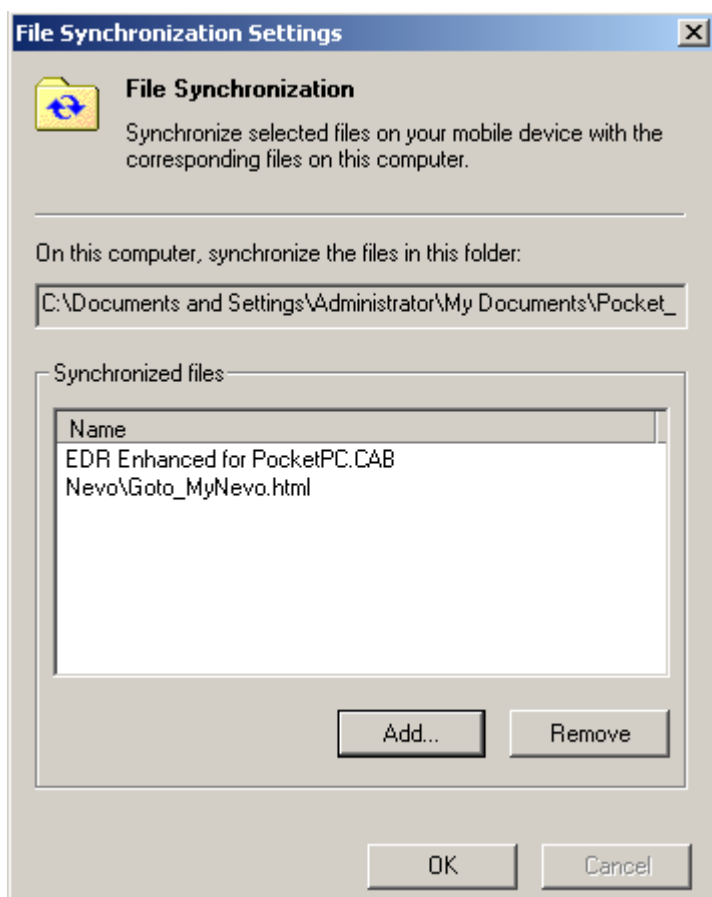 File Synchronization Settings
File Synchronization
Synchronize selected files on your mobile device with the
corresponding files on this computer.
On this computer, synchronize the files in this folder:
C:\Documents and Settings\Administrator\My Documents\Pocket_
Synchronized files
Name
EDR Enhanced for PocketPC.CAB
Nevo\Goto_MyNevo.html
Add... Remove
OK Cancel